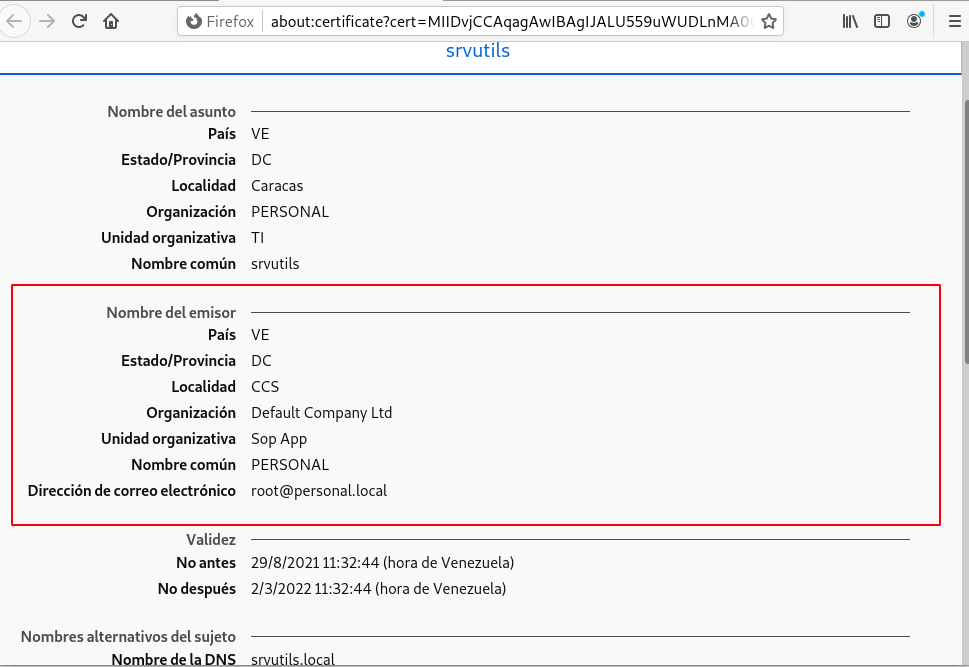 Firefox about:certificate?cert=MIIDvjCCAqagAwIBAgIJALU559uWUDLnMA0
srvutils
Nombre del asunto
País VE
Estado/Provincia DC
Localidad Caracas
Organización PERSONAL
Unidad organizativa TI
Nombre común srvutils
Nombre del emisor
País VE
Estado/Provincia DC
Localidad CCS
Organización Default Company Ltd
Unidad organizativa Sop App
Nombre común PERSONAL
Dirección de correo electrónico root@personal.local
Validez
No antes 29/8/2021 11:32:44 (hora de Venezuela)
No después 2/3/2022 11:32:44 (hora de Venezuela)
Nombres alternativos del sujeto
Nombre de la DNS srvutils.local